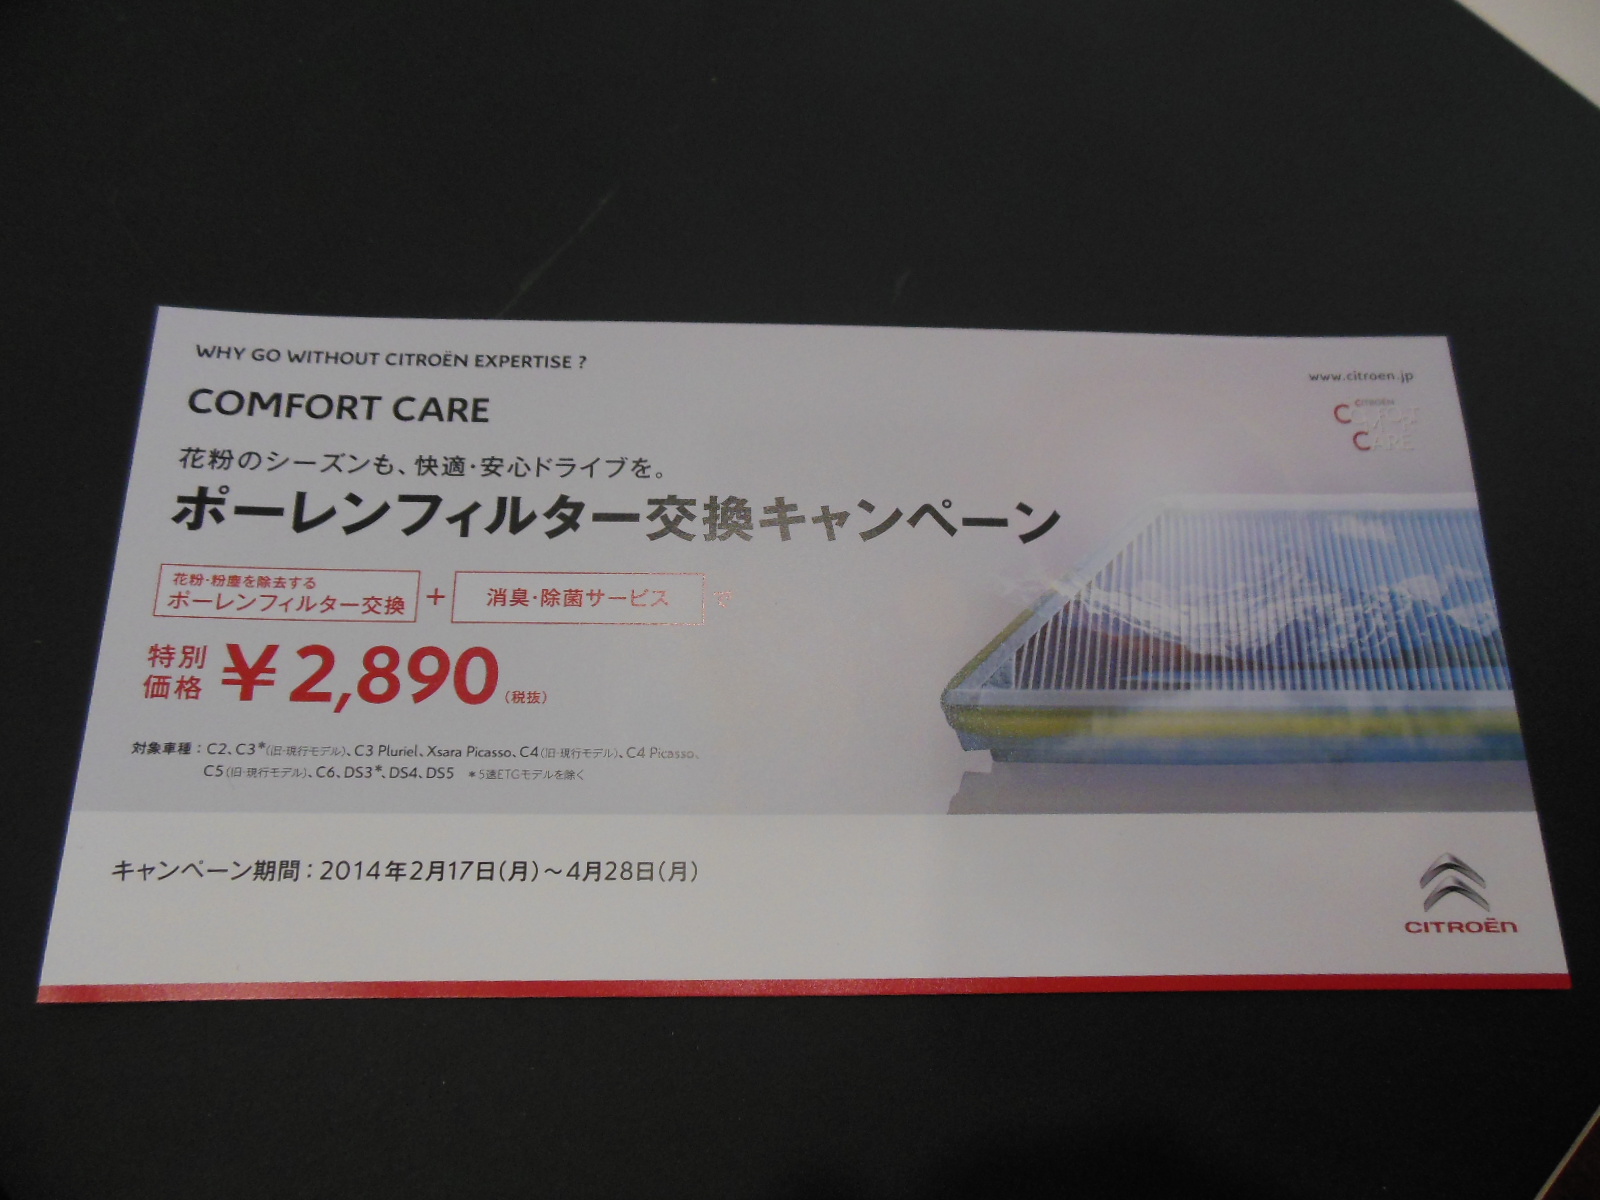 WHY GO WITHOUT CITROËN EXPERTISE ?
www.citroen.jp
COMFORT CARE
CITROËN
COMFORT
CARE
花粉のシーズンも、快適・安心ドライブを。
ポーレンフィルター交換キャンペーン
花粉・粉塵を除去する
ポーレンフィルター交換 + 消臭・除菌サービス で
特別価格 ¥2,890 (税抜)
対象車種：C2、C3*(旧・現行モデル)、C3 Pluriel、Xsara Picasso、C4(旧・現行モデル)、C4 Picasso、
C5(旧・現行モデル)、C6、DS3*、DS4、DS5 *5速ETGモデルを除く
キャンペーン期間：2014年2月17日(月)～4月28日(月)
CITROËN